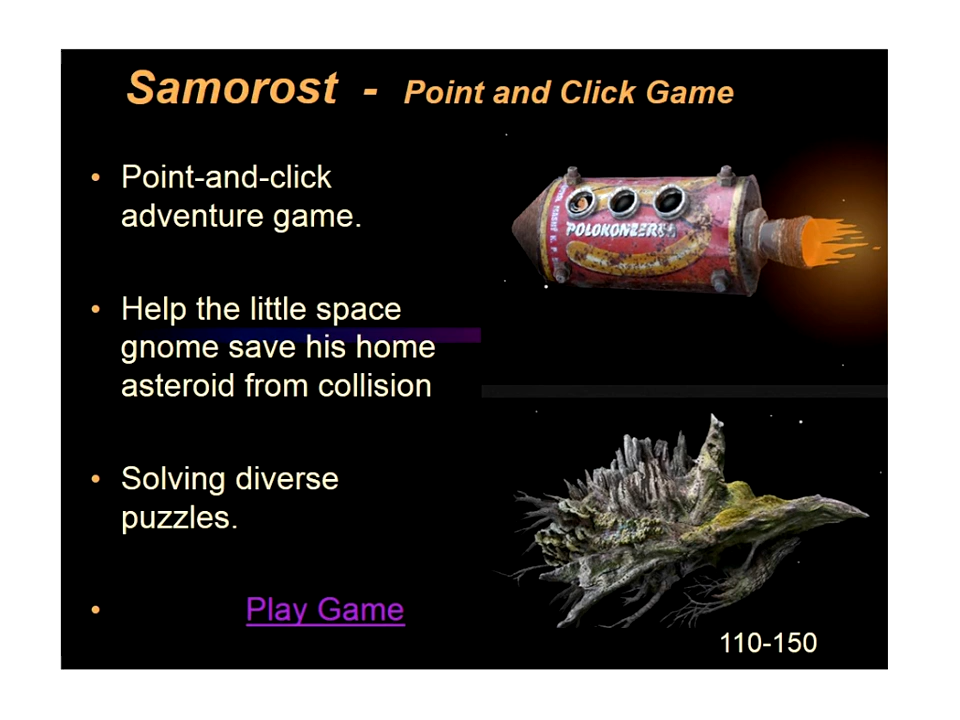 Samorost - Point and Click Game
• Point-and-click
adventure game.
• Help the little space
gnome save his home
asteroid from collision
• Solving diverse
puzzles.
• Play Game
POLOKONZERVA
110-150